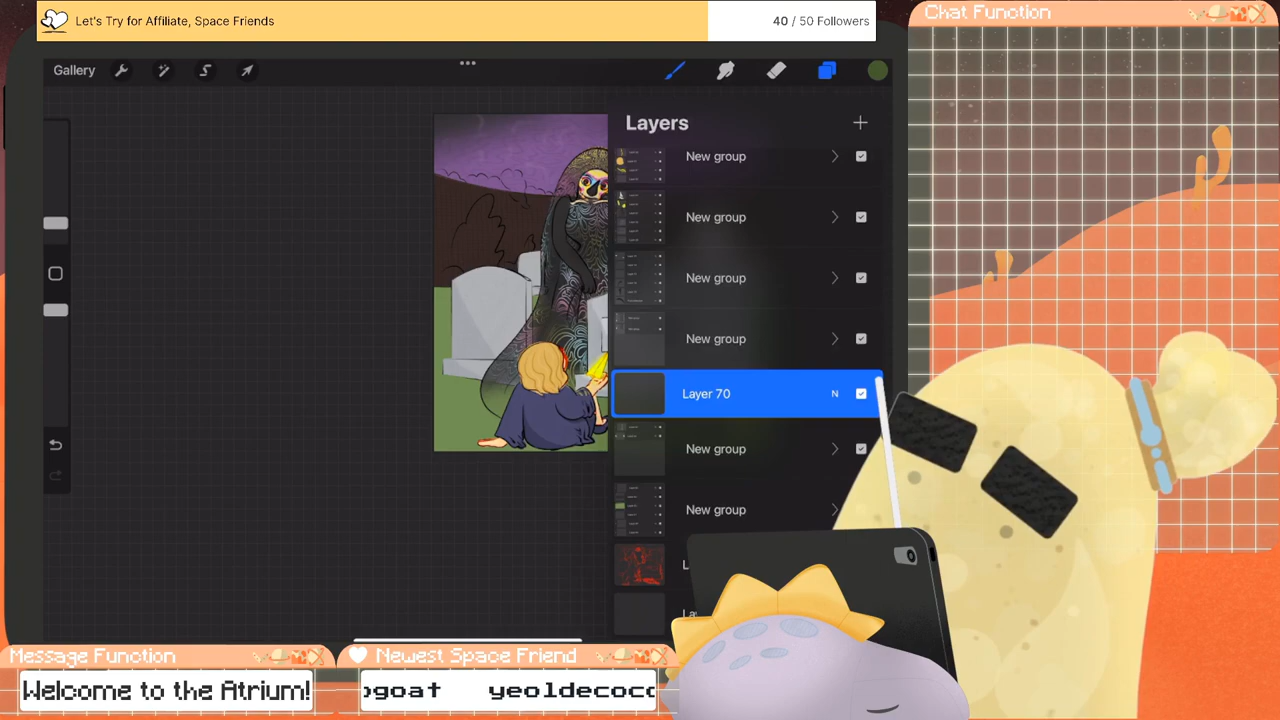 Let's Try for Affiliate, Space Friends
40 / 50 Followers
Chat Function
Gallery
Layers
New group
New group
New group
New group
Layer 70
N
New group
New group
Message Function
Newest Space Friend
Welcome to the Atrium!